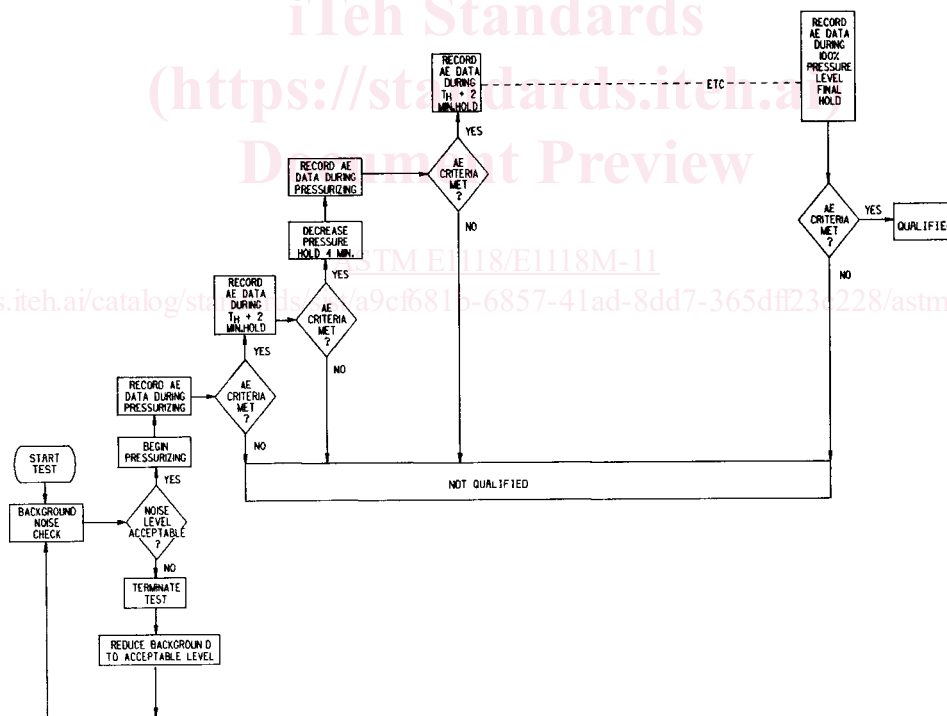 iTeh Standards
(https://standards.iteh.ai)
Document Preview
ASTM E1118/E1118M-11
s.iteh.ai/catalog/standards/sist/a9cf681b-6857-41ad-8dd7-365dff23c228/astm
START
TEST
BACKGROUND
NOISE
CHECK
NOISE
LEVEL
ACCEPTABLE
?
YES
NO
TERMINATE
TEST
REDUCE BACKGROUND
TO ACCEPTABLE LEVEL
BEGIN
PRESSURIZING
RECORD AE
DATA DURING
PRESSURIZING
AE
CRITERIA
MET
?
YES
NO
RECORD
AE DATA
DURING
TH + 2
MIN.HOLD
AE
CRITERIA
MET
?
YES
NO
DECREASE
PRESSURE
HOLD 4 MIN.
RECORD AE
DATA DURING
PRESSURIZING
AE
CRITERIA
MET
?
YES
NO
RECORD
AE DATA
DURING
TH + 2
MIN.HOLD
ETC
RECORD
AE DATA
DURING
100%
PRESSURE
LEVEL
FINAL
HOLD
AE
CRITERIA
MET
?
YES
NO
QUALIFIED
NOT QUALIFIED